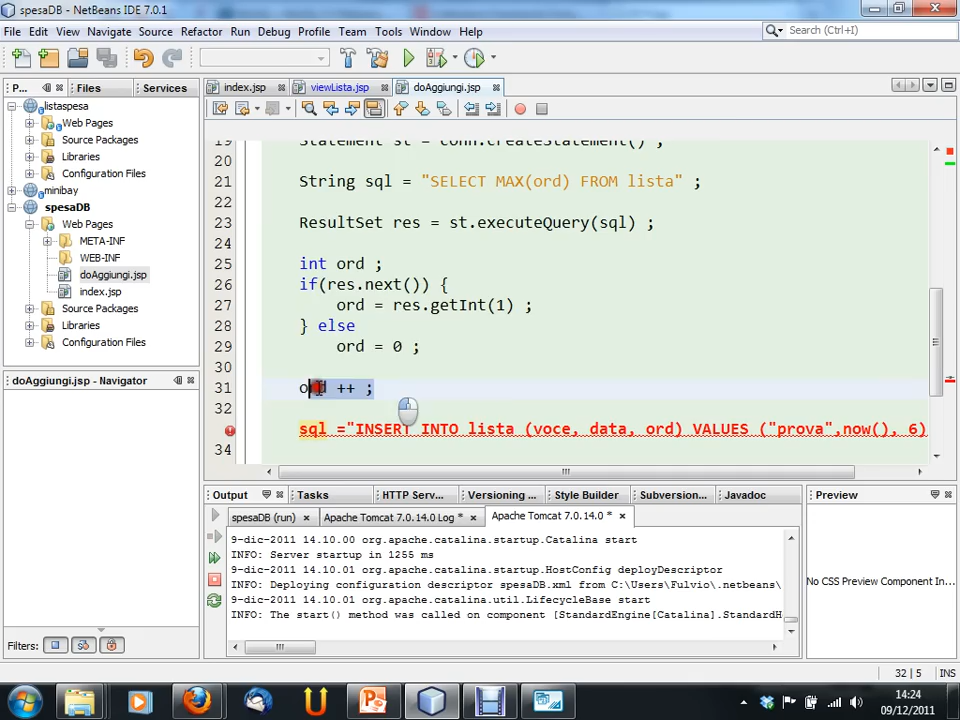 spesaDB - NetBeans IDE 7.0.1
File Edit View Navigate Source Refactor Run Debug Profile Team Tools Window Help
Search (Ctrl+I)
P... Files Services
index.jsp viewLista.jsp doAggiungi.jsp
listaspesa
Web Pages
Source Packages
Libraries
Configuration Files
minibay
spesaDB
Web Pages
META-INF
WEB-INF
doAggiungi.jsp
index.jsp
Source Packages
Libraries
Configuration Files
19 Statement st = conn.createStatement() ;
20
21 String sql = "SELECT MAX(ord) FROM lista" ;
22
23 ResultSet res = st.executeQuery(sql) ;
24
25 int ord ;
26 if(res.next()) {
27 ord = res.getInt(1) ;
28 } else
29 ord = 0 ;
30
31 ord ++ ;
32
sql ="INSERT INTO lista (voce, data, ord) VALUES ("prova",now(), 6)
34
doAggiungi.jsp - Navigator
Filters:
Output Tasks HTTP Serv... Versioning ... Style Builder Subversion... Javadoc
Preview
spesaDB (run) Apache Tomcat 7.0.14.0 Log * Apache Tomcat 7.0.14.0 *
9-dic-2011 14.10.00 org.apache.catalina.startup.Catalina start
INFO: Server startup in 1255 ms
9-dic-2011 14.10.01 org.apache.catalina.startup.HostConfig deployDescriptor
INFO: Deploying configuration descriptor spesaDB.xml from C:\Users\Fulvio\.netbeans\
9-dic-2011 14.10.01 org.apache.catalina.util.LifecycleBase start
INFO: The start() method was called on component [StandardEngine[Catalina].StandardH
No CSS Preview Component In...
32 | 5 INS
14:24
09/12/2011